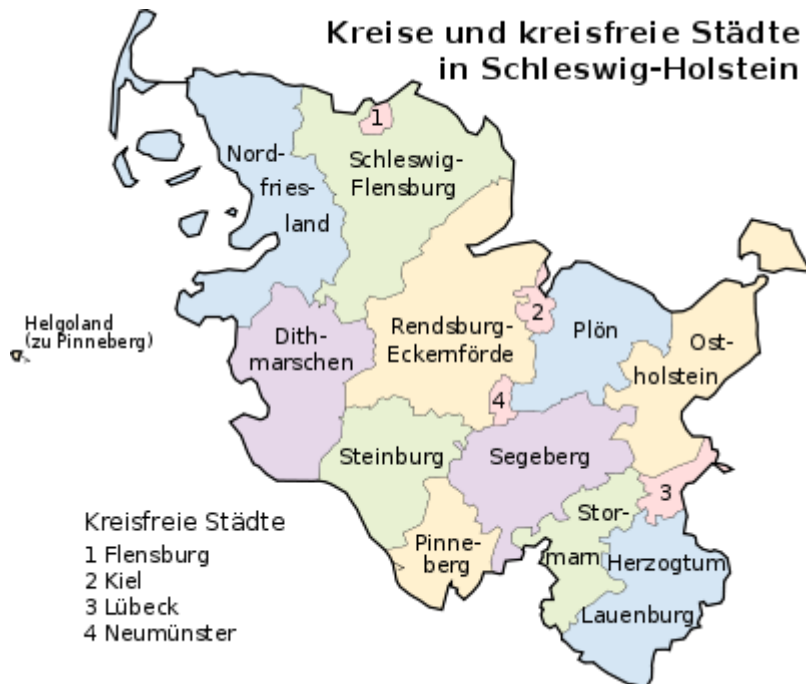 Kreise und kreisfreie Städte
in Schleswig-Holstein
1
Nord-
fries-
land
Schleswig-
Flensburg
Helgoland
(zu Pinneberg)
Dith-
marschen
Rendsburg-
Eckernförde
2
Plön
Ost-
holstein
4
Steinburg
Segeberg
3
Stor-
marn
Pinne-
berg
Herzogtum
Lauenburg
Kreisfreie Städte
1 Flensburg
2 Kiel
3 Lübeck
4 Neumünster